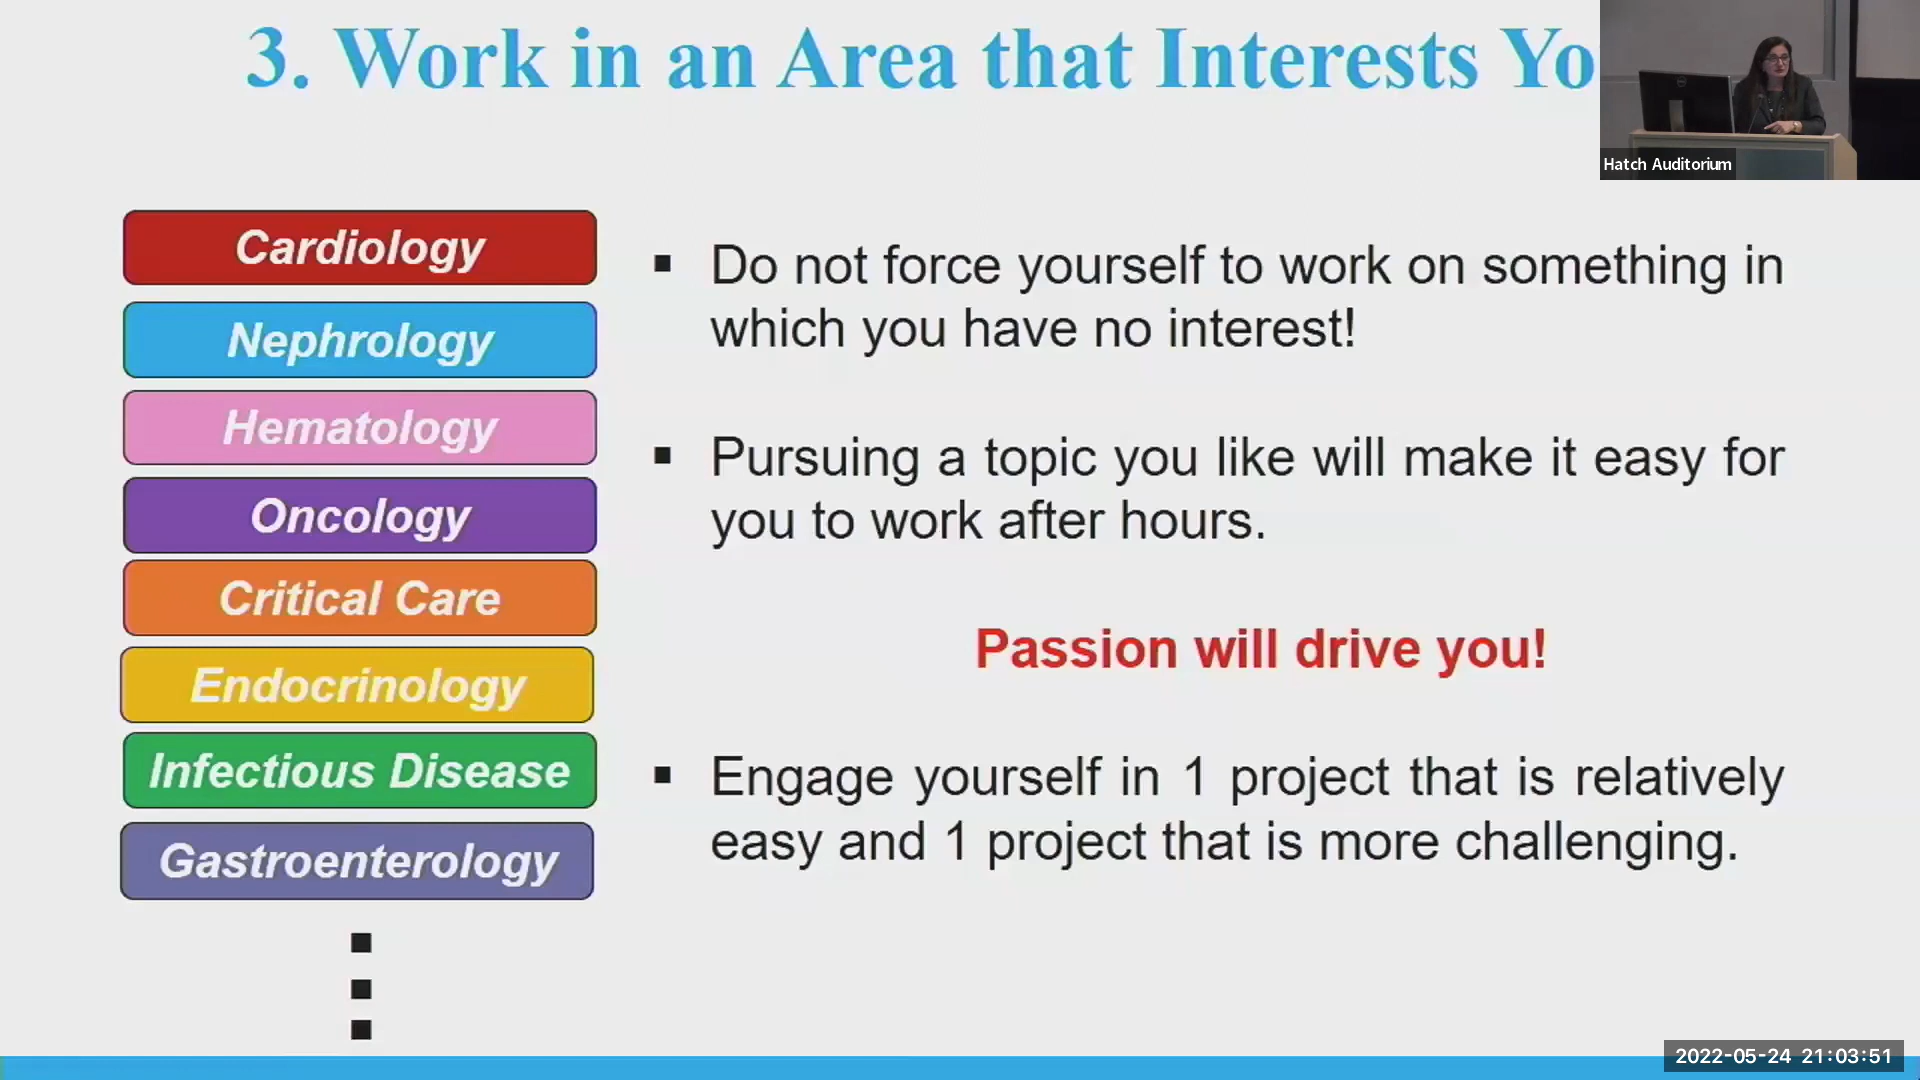 3. Work in an Area that Interests Yo
Hatch Auditorium
Cardiology
Nephrology
Hematology
Oncology
Critical Care
Endocrinology
Infectious Disease
Gastroenterology
▪ Do not force yourself to work on something in
which you have no interest!
▪ Pursuing a topic you like will make it easy for
you to work after hours.
Passion will drive you!
▪ Engage yourself in 1 project that is relatively
easy and 1 project that is more challenging.
2022-05-24 21:03:51